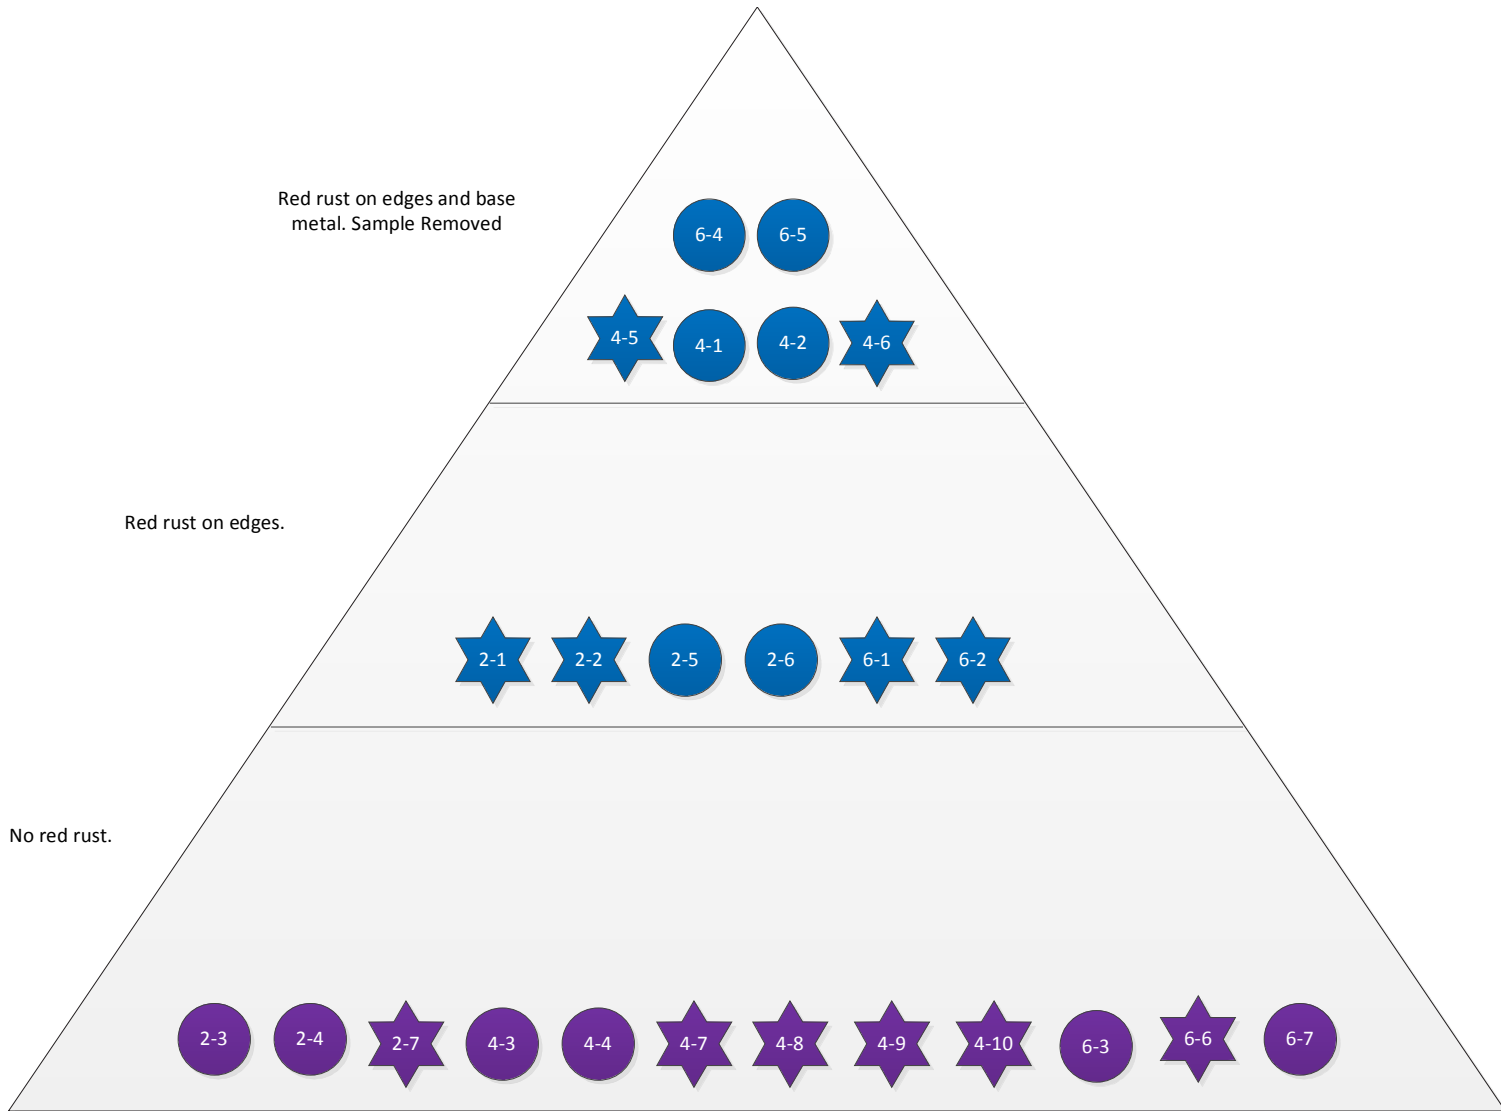 Red rust on edges and base
metal. Sample Removed
6-4 6-5
4-5 4-1 4-2 4-6
Red rust on edges.
2-1 2-2 2-5 2-6 6-1 6-2
No red rust.
2-3 2-4 2-7 4-3 4-4 4-7 4-8 4-9 4-10 6-3 6-6 6-7